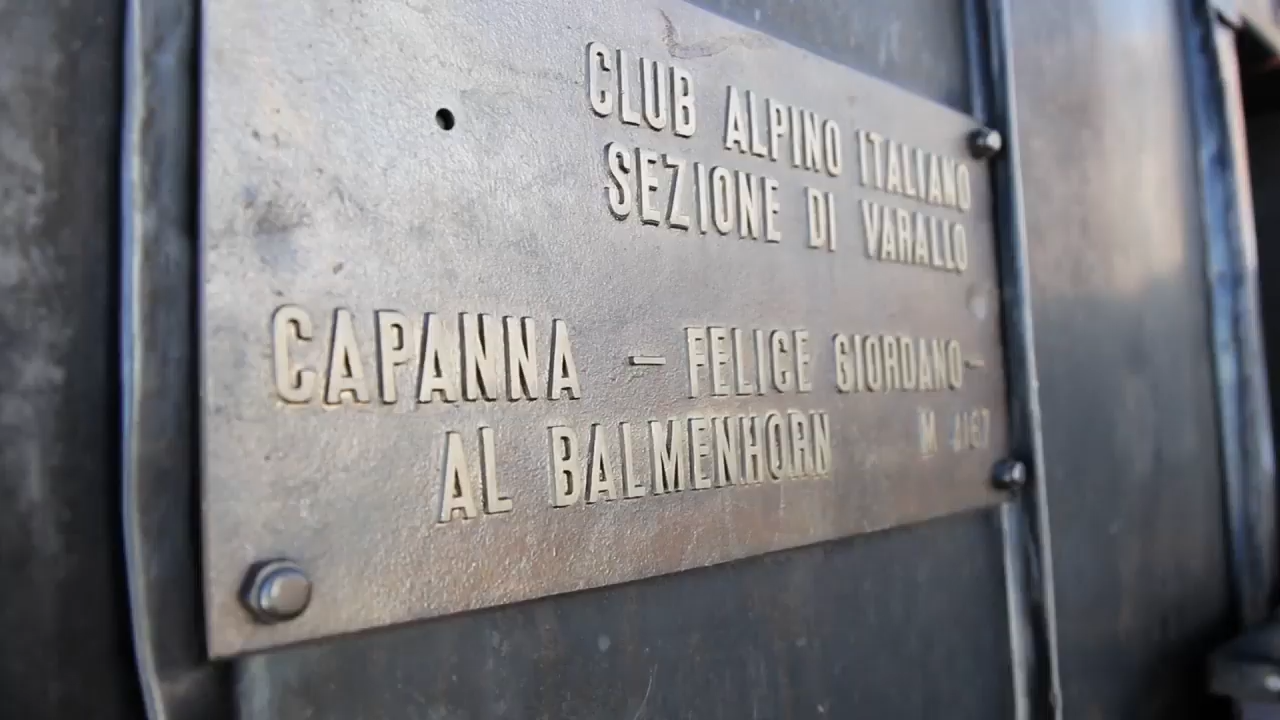 CLUB ALPINO ITALIANO
SEZIONE DI VARALLO
CAPANNA - FELICE GIORDANO -
AL BALMENHORN M 4167